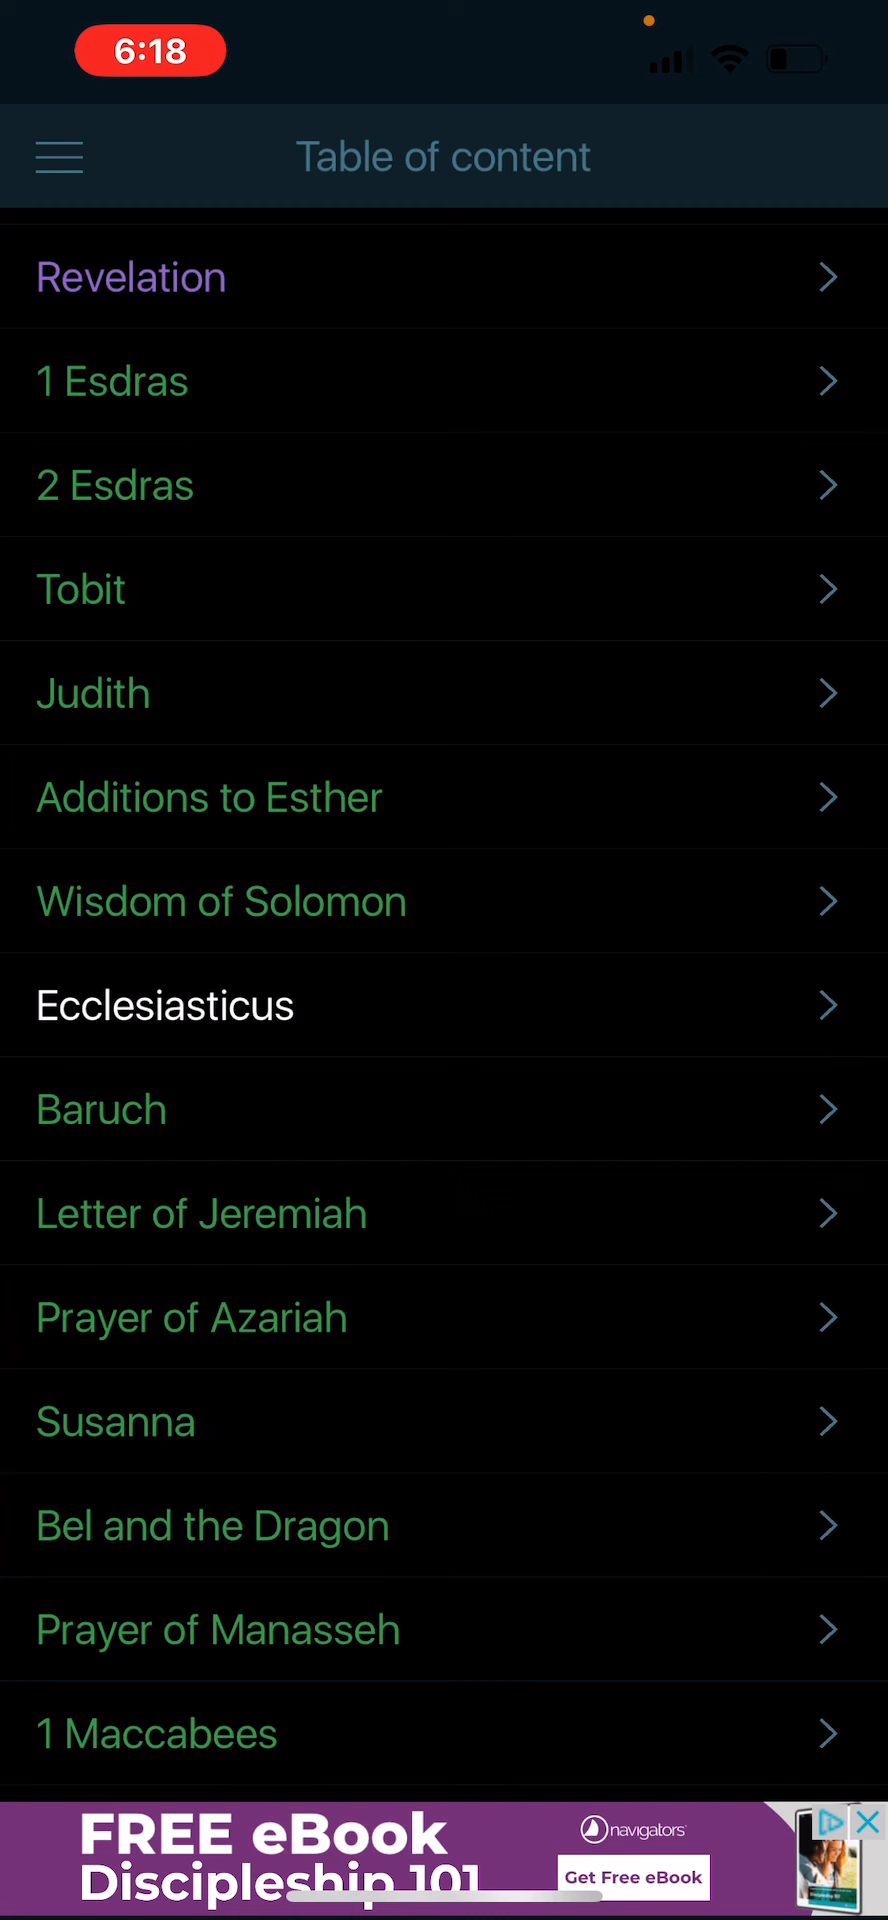 6:18
Table of content
Revelation
1 Esdras
2 Esdras
Tobit
Judith
Additions to Esther
Wisdom of Solomon
Ecclesiasticus
Baruch
Letter of Jeremiah
Prayer of Azariah
Susanna
Bel and the Dragon
Prayer of Manasseh
1 Maccabees
FREE eBook
Discipleship 101
navigators
Get Free eBook